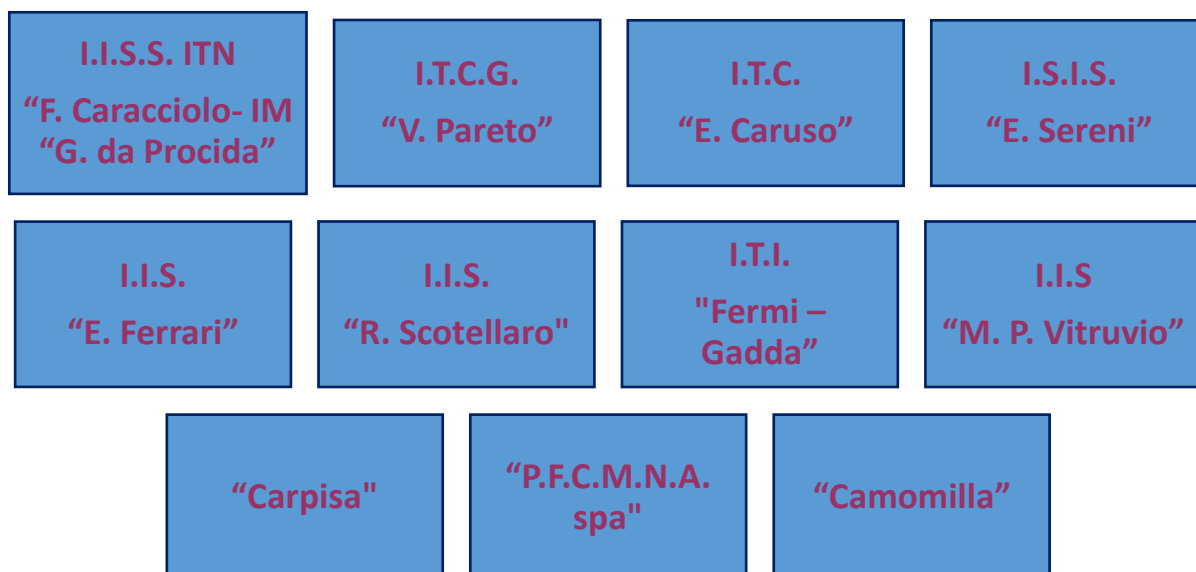 I.I.S.S. ITN
“F. Caracciolo- IM
“G. da Procida”
I.T.C.G.
“V. Pareto”
I.T.C.
“E. Caruso”
I.S.I.S.
“E. Sereni”
I.I.S.
“E. Ferrari”
I.I.S.
“R. Scotellaro"
I.T.I.
"Fermi –
Gadda”
I.I.S
“M. P. Vitruvio”
“Carpisa"
“P.F.C.M.N.A.
spa"
“Camomilla”